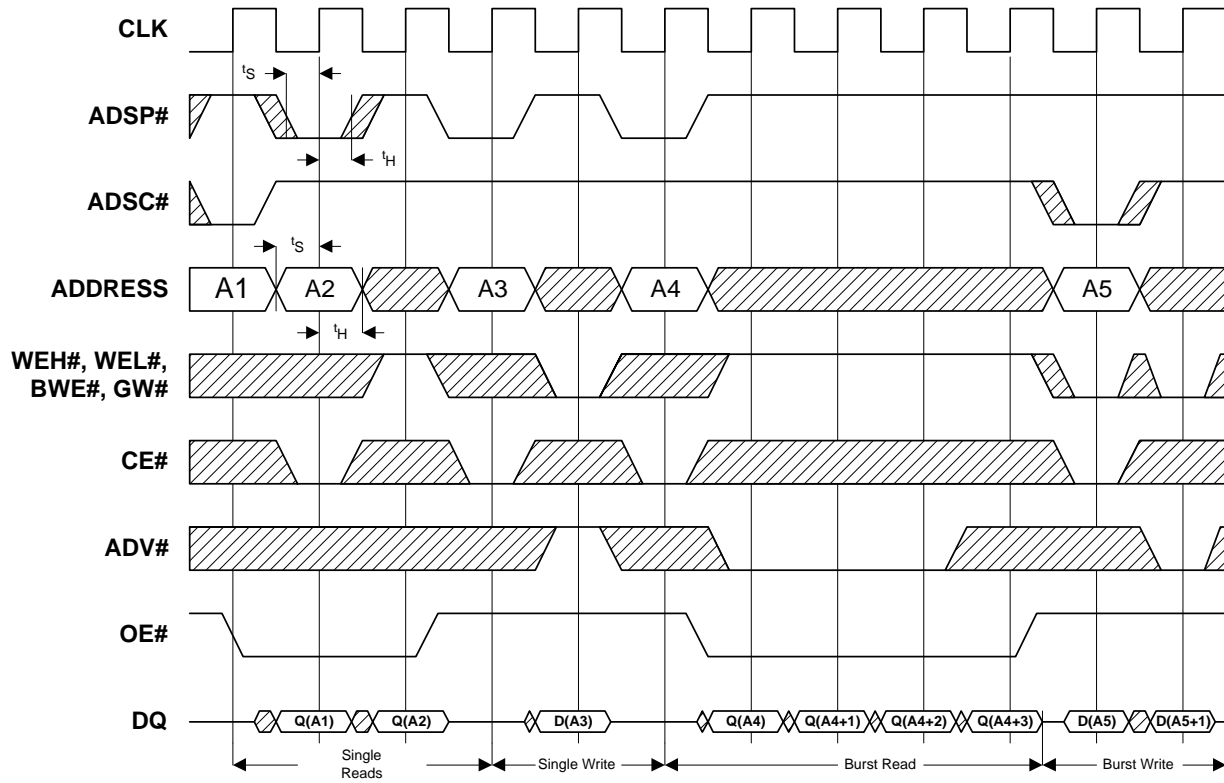 CLK
tS
ADSP#
tH
ADSC#
tS
ADDRESS
A1
A2
A3
A4
A5
tH
WEH#, WEL#,
BWE#, GW#
CE#
ADV#
OE#
DQ
Q(A1)
Q(A2)
D(A3)
Q(A4)
Q(A4+1)
Q(A4+2)
Q(A4+3)
D(A5)
D(A5+1)
Single
Reads
Single Write
Burst Read
Burst Write